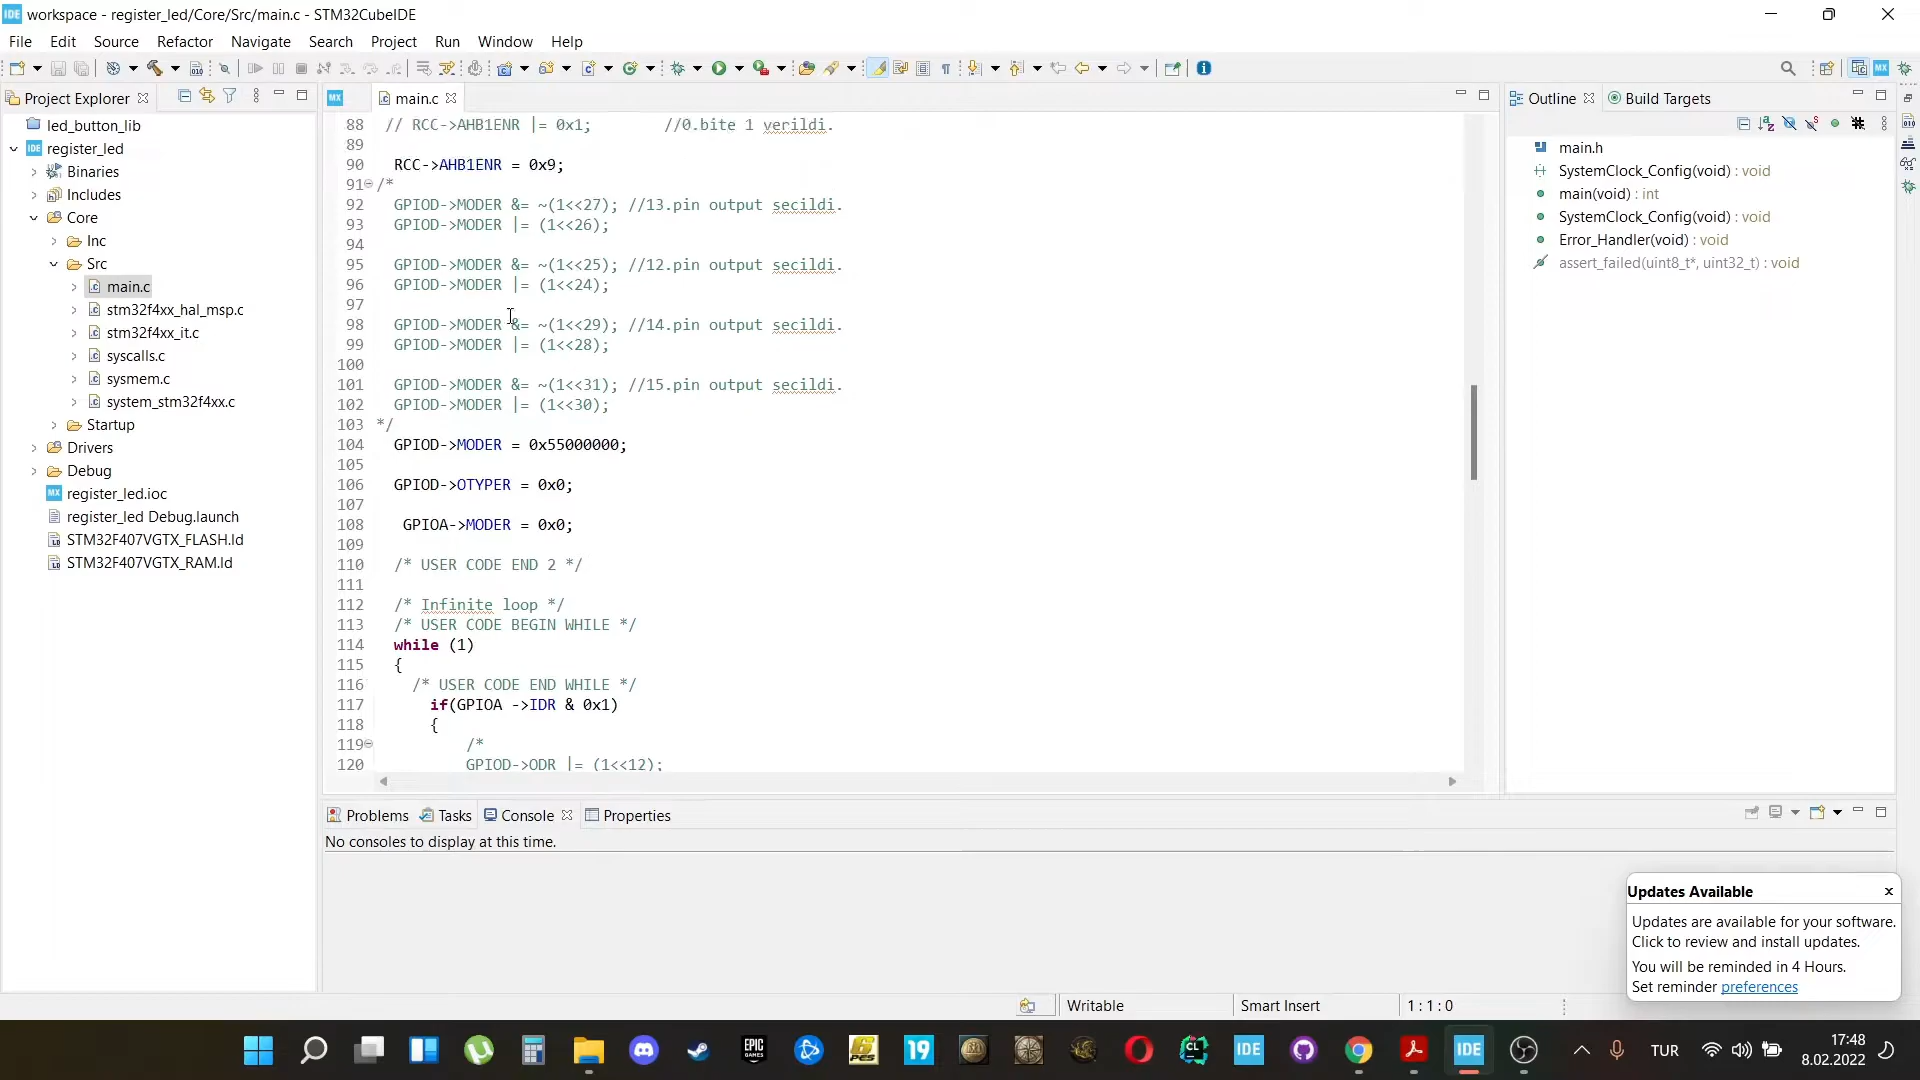 IDE workspace - register_led/Core/Src/main.c - STM32CubeIDE
File Edit Source Refactor Navigate Search Project Run Window Help
Project Explorer
led_button_lib
IDE register_led
Binaries
Includes
Core
Inc
Src
main.c
stm32f4xx_hal_msp.c
stm32f4xx_it.c
syscalls.c
sysmem.c
system_stm32f4xx.c
Startup
Drivers
Debug
MX register_led.ioc
register_led Debug.launch
STM32F407VGTX_FLASH.ld
STM32F407VGTX_RAM.ld
MX main.c
88 // RCC->AHB1ENR |= 0x1; //0.bite 1 verildi.
89
90 RCC->AHB1ENR = 0x9;
91 /*
92 GPIOD->MODER &= ~(1<<27); //13.pin output secildi.
93 GPIOD->MODER |= (1<<26);
94
95 GPIOD->MODER &= ~(1<<25); //12.pin output secildi.
96 GPIOD->MODER |= (1<<24);
97
98 GPIOD->MODER &= ~(1<<29); //14.pin output secildi.
99 GPIOD->MODER |= (1<<28);
100
101 GPIOD->MODER &= ~(1<<31); //15.pin output secildi.
102 GPIOD->MODER |= (1<<30);
103 */
104 GPIOD->MODER = 0x55000000;
105
106 GPIOD->OTYPER = 0x0;
107
108 GPIOA->MODER = 0x0;
109
110 /* USER CODE END 2 */
111
112 /* Infinite loop */
113 /* USER CODE BEGIN WHILE */
114 while (1)
115 {
116 /* USER CODE END WHILE */
117 if(GPIOA ->IDR & 0x1)
118 {
119 /*
120 GPIOD->ODR |= (1<<12);
Outline Build Targets
main.h
SystemClock_Config(void) : void
main(void) : int
SystemClock_Config(void) : void
Error_Handler(void) : void
assert_failed(uint8_t*, uint32_t) : void
Problems Tasks Console Properties
No consoles to display at this time.
Updates Available
Updates are available for your software.
Click to review and install updates.
You will be reminded in 4 Hours.
Set reminder preferences
Writable Smart Insert 1 : 1 : 0
EPIC GAMES
PES
19
CL
IDE
IDE
TUR
17:48
8.02.2022